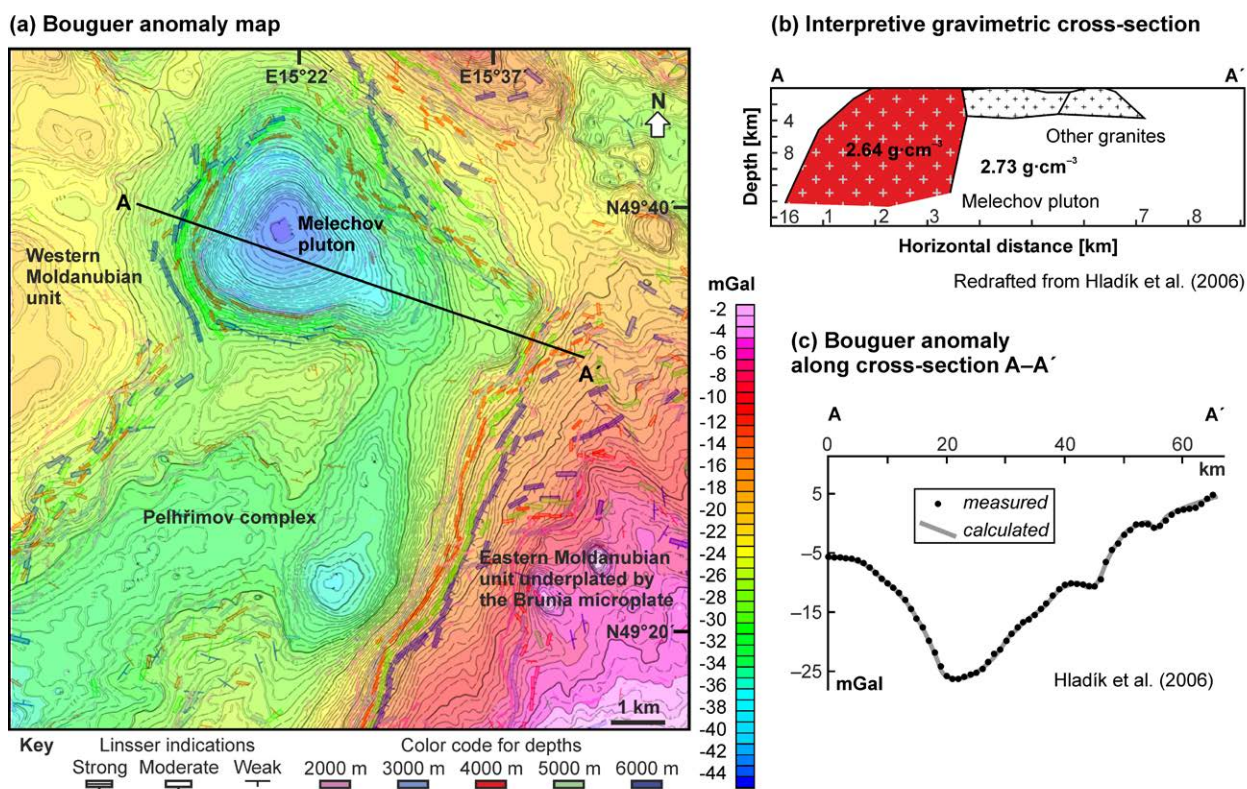 (a) Bouguer anomaly map
E15°22´
E15°37´
N
A
Melechov
pluton
N49°40´
Western
Moldanubian
unit
A´
Pelhřimov complex
Eastern Moldanubian
unit underplated by
the Brunia microplate
N49°20´
1 km
mGal
-2
-4
-6
-8
-10
-12
-14
-16
-18
-20
-22
-24
-26
-28
-30
-32
-34
-36
-38
-40
-42
-44
Key
Linsser indications
Strong Moderate Weak
Color code for depths
2000 m 3000 m 4000 m 5000 m 6000 m
(b) Interpretive gravimetric cross-section
A A´
Depth [km]
4
8
16 1 2 3 7 8
2.64 g·cm⁻³
Other granites
2.73 g·cm⁻³
Melechov pluton
Horizontal distance [km]
Redrafted from Hladík et al. (2006)
(c) Bouguer anomaly
along cross-section A–A´
A A´
0 20 40 60
km
5
−5
−15
−25
mGal
measured
calculated
Hladík et al. (2006)